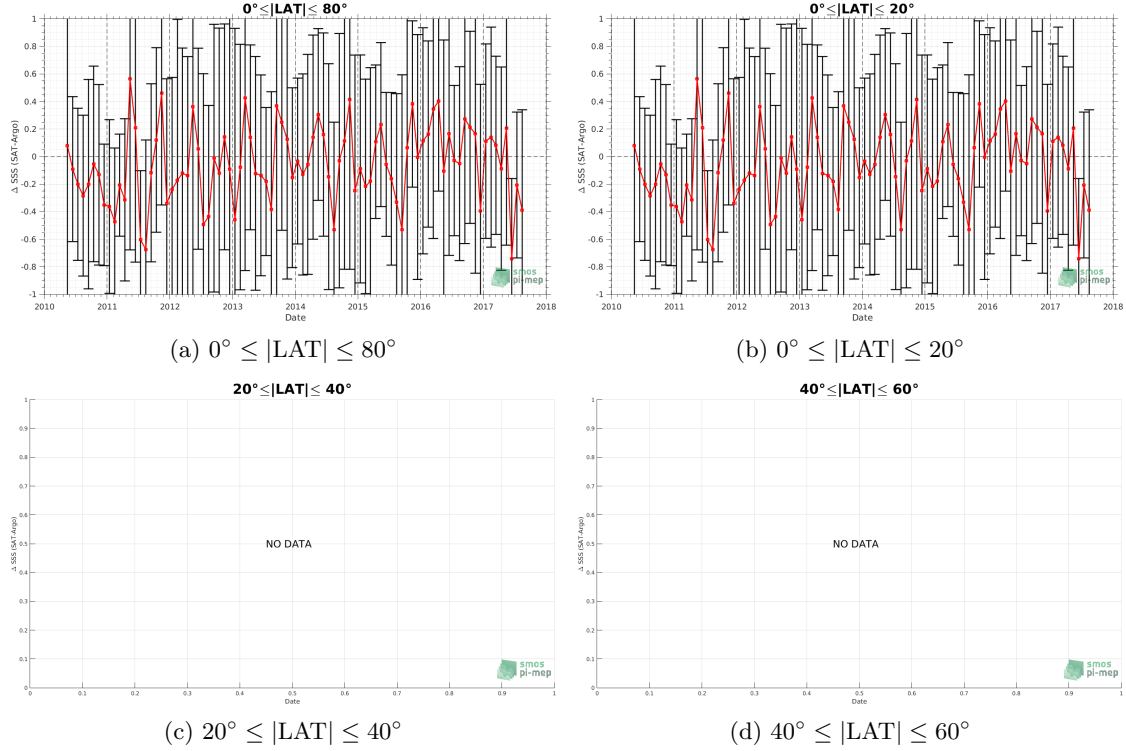 0°≤|LAT|≤ 80°
Δ SSS (SAT-Argo)
1
0.8
0.6
0.4
0.2
0
-0.2
-0.4
-0.6
-0.8
-1
2010 2011 2012 2013 2014 2015 2016 2017 2018
Date
smos
pi-mep
(a) 0° ≤ |LAT| ≤ 80°
0°≤|LAT|≤ 20°
Δ SSS (SAT-Argo)
1
0.8
0.6
0.4
0.2
0
-0.2
-0.4
-0.6
-0.8
-1
2010 2011 2012 2013 2014 2015 2016 2017 2018
Date
smos
pi-mep
(b) 0° ≤ |LAT| ≤ 20°
20°≤|LAT|≤ 40°
Δ SSS (SAT-Argo)
1
0.9
0.8
0.7
0.6
0.5
0.4
0.3
0.2
0.1
0
NO DATA
0 0.1 0.2 0.3 0.4 0.5 0.6 0.7 0.8 0.9 1
Date
smos
pi-mep
(c) 20° ≤ |LAT| ≤ 40°
40°≤|LAT|≤ 60°
Δ SSS (SAT-Argo)
1
0.9
0.8
0.7
0.6
0.5
0.4
0.3
0.2
0.1
0
NO DATA
0 0.1 0.2 0.3 0.4 0.5 0.6 0.7 0.8 0.9 1
Date
smos
pi-mep
(d) 40° ≤ |LAT| ≤ 60°